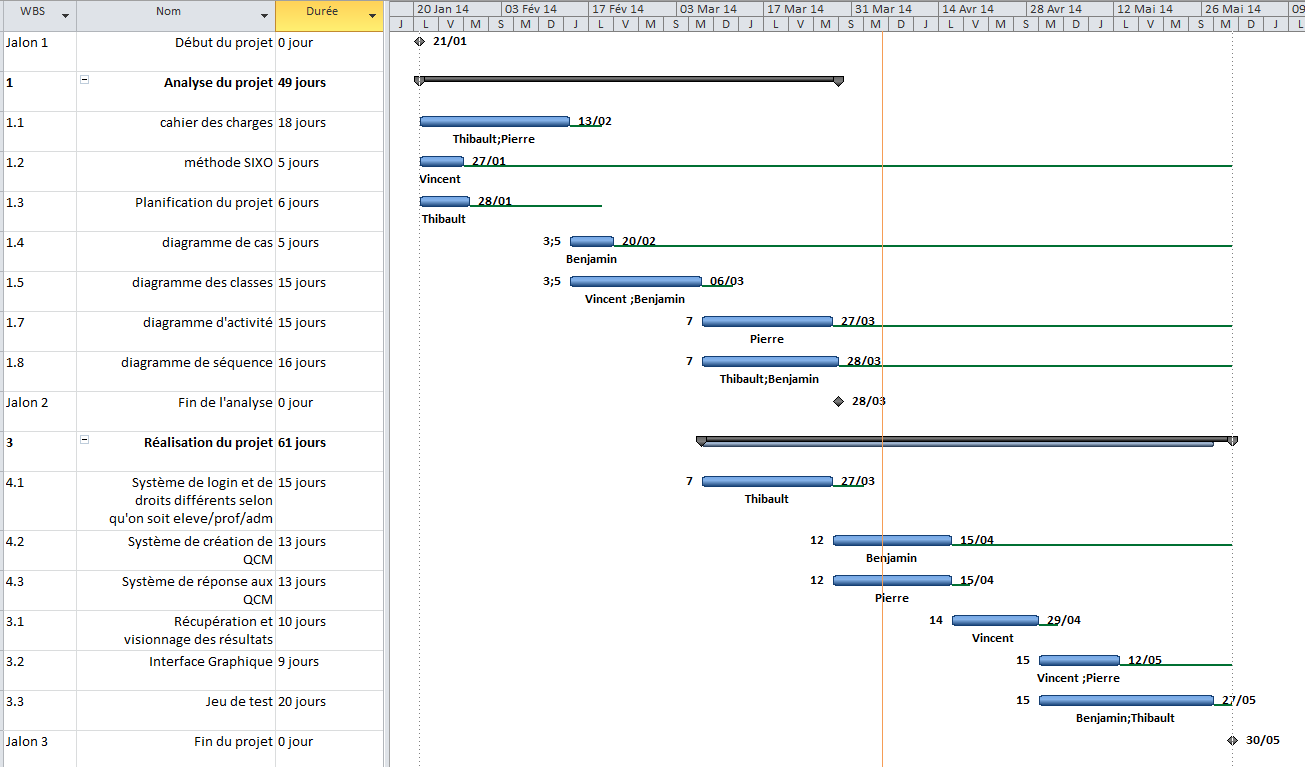 WBS Nom Durée 20 Jan 14 03 Fév 14 17 Fév 14 03 Mar 14 17 Mar 14 31 Mar 14 14 Avr 14 28 Avr 14 12 Mai 14 26 Mai 14 09
J L V M S D J M V L S M J D M V L S M J D M V L S M J D M V L S M J D M L
Jalon 1 Début du projet 0 jour 21/01
1 Analyse du projet 49 jours
1.1 cahier des charges 18 jours 13/02
Thibault;Pierre
1.2 méthode SIXO 5 jours 27/01
Vincent
1.3 Planification du projet 6 jours 28/01
Thibault
1.4 diagramme de cas 5 jours 3;5 20/02
Benjamin
1.5 diagramme des classes 15 jours 3;5 06/03
Vincent ;Benjamin
1.7 diagramme d'activité 15 jours 7 27/03
Pierre
1.8 diagramme de séquence 16 jours 7 28/03
Thibault;Benjamin
Jalon 2 Fin de l'analyse 0 jour 28/03
3 Réalisation du projet 61 jours
4.1 Système de login et de 15 jours 7 27/03
droits différents selon Thibault
qu'on soit eleve/prof/adm
4.2 Système de création de 13 jours 12 15/04
QCM Benjamin
4.3 Système de réponse aux 13 jours 12 15/04
QCM Pierre
3.1 Récupération et 10 jours 14 29/04
visionnage des résultats Vincent
3.2 Interface Graphique 9 jours 15 12/05
Vincent ;Pierre
3.3 Jeu de test 20 jours 15 27/05
Benjamin;Thibault
Jalon 3 Fin du projet 0 jour 30/05